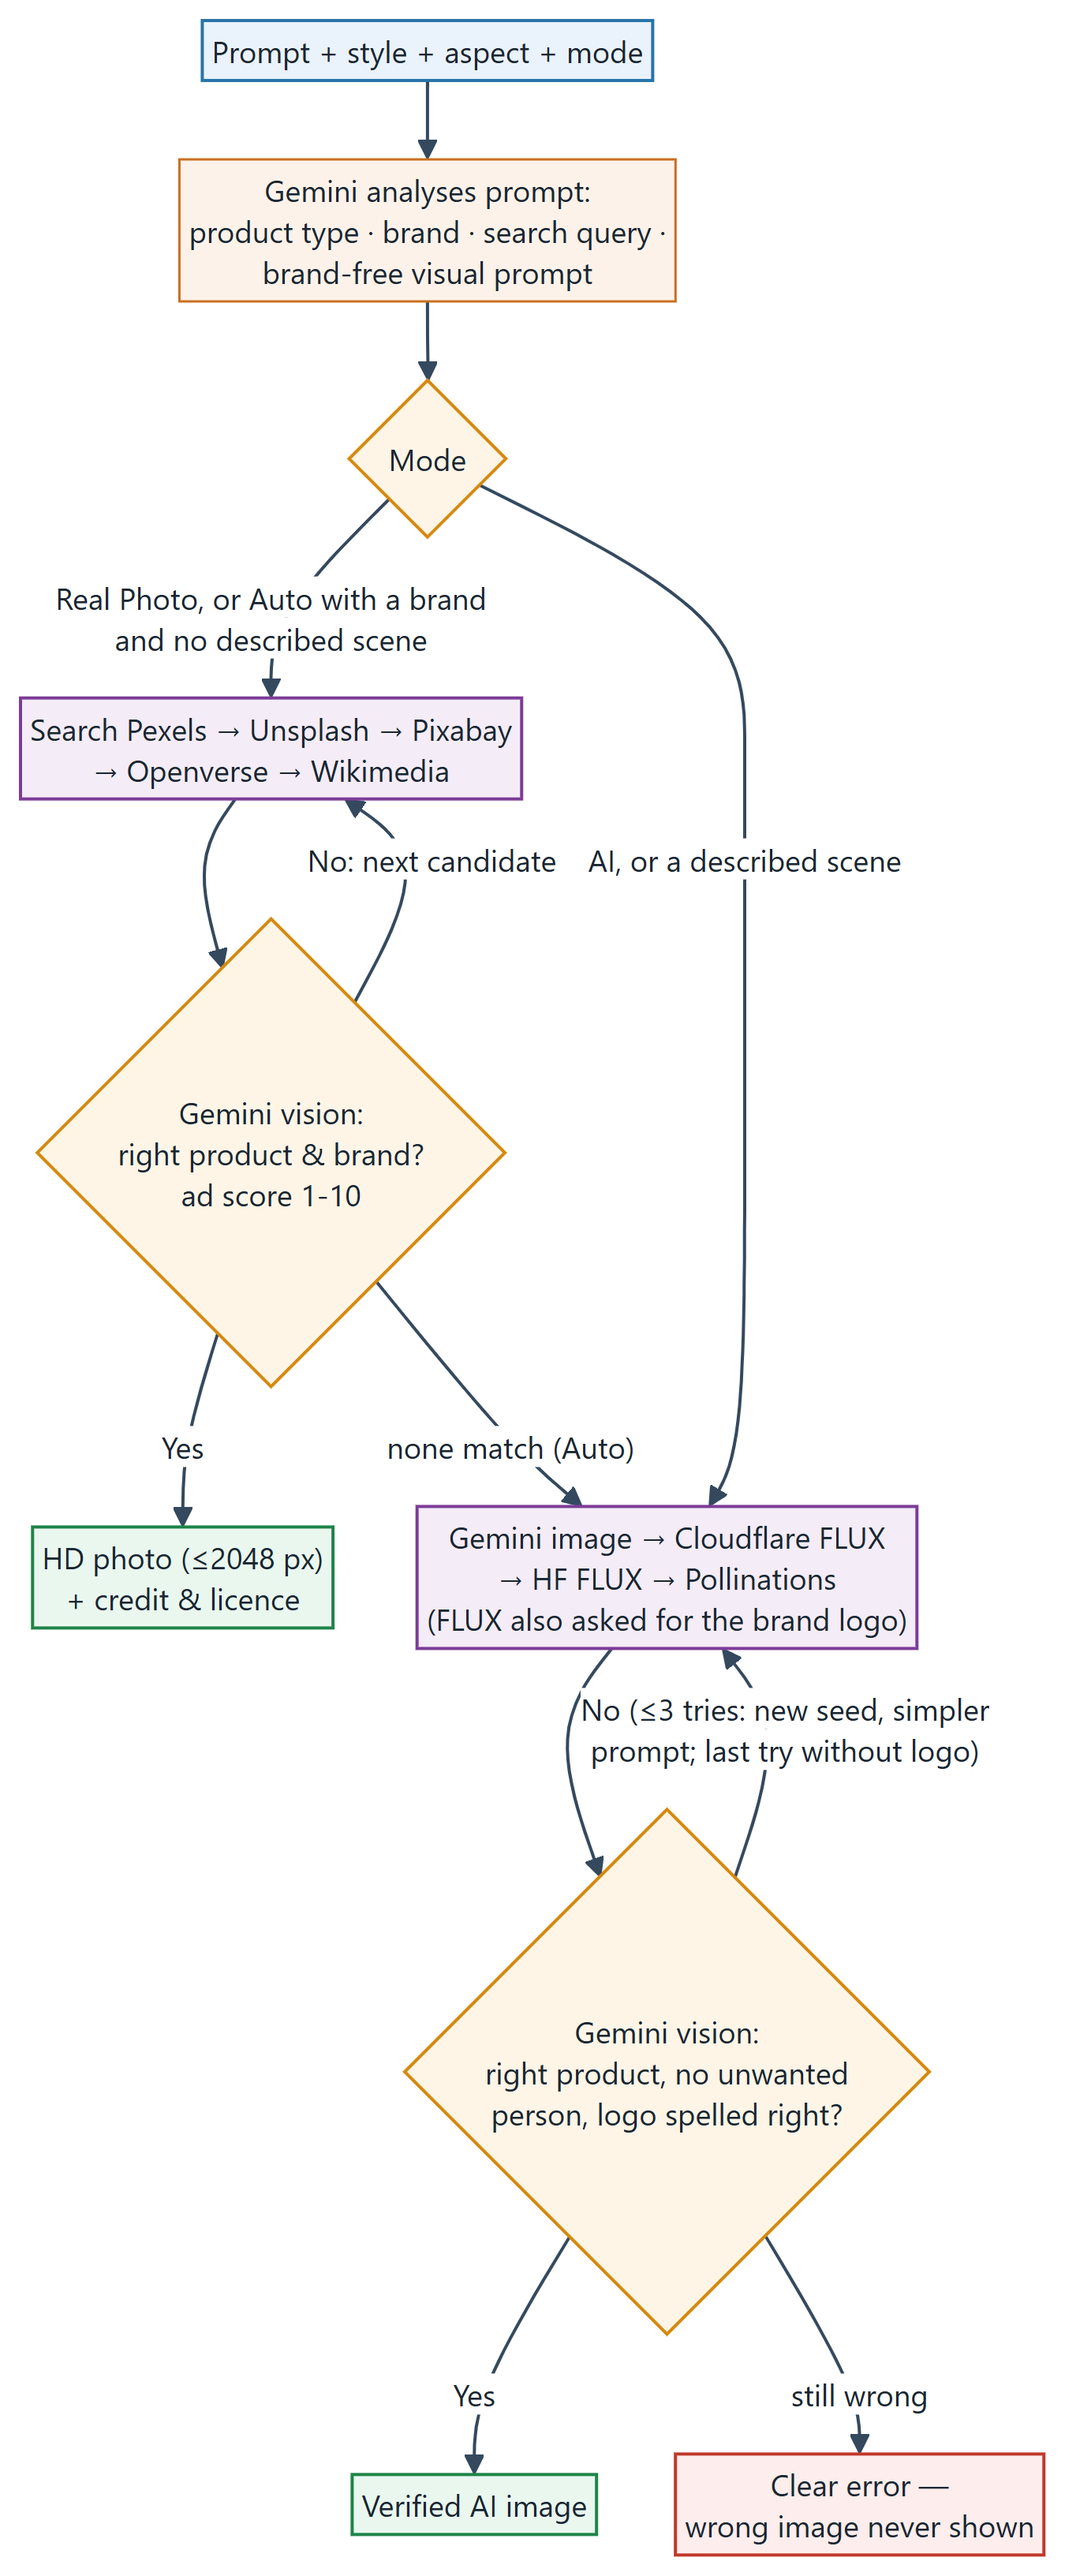 Prompt + style + aspect + mode
Gemini analyses prompt:
product type · brand · search query ·
brand-free visual prompt
Mode
Real Photo, or Auto with a brand
and no described scene
Search Pexels → Unsplash → Pixabay
→ Openverse → Wikimedia
No: next candidate
AI, or a described scene
Gemini vision:
right product & brand?
ad score 1-10
Yes
none match (Auto)
HD photo (≤2048 px)
+ credit & licence
Gemini image → Cloudflare FLUX
→ HF FLUX → Pollinations
(FLUX also asked for the brand logo)
No (≤3 tries: new seed, simpler
prompt; last try without logo)
Gemini vision:
right product, no unwanted
person, logo spelled right?
Yes
still wrong
Verified AI image
Clear error —
wrong image never shown